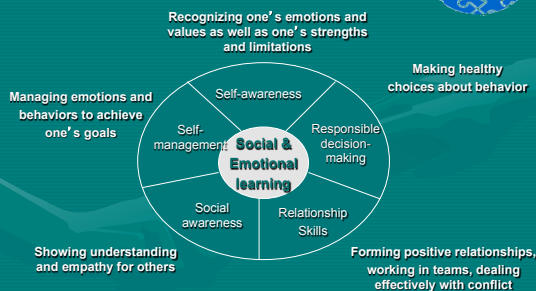 Recognizing one’s emotions and
values as well as one’s strengths
and limitations
Making healthy
choices about behavior
Managing emotions and
behaviors to achieve
one’s goals
Self-awareness
Self-
management
Responsible
decision-
making
Social &
Emotional
learning
Social
awareness
Relationship
Skills
Showing understanding
and empathy for others
Forming positive relationships,
working in teams, dealing
effectively with conflict